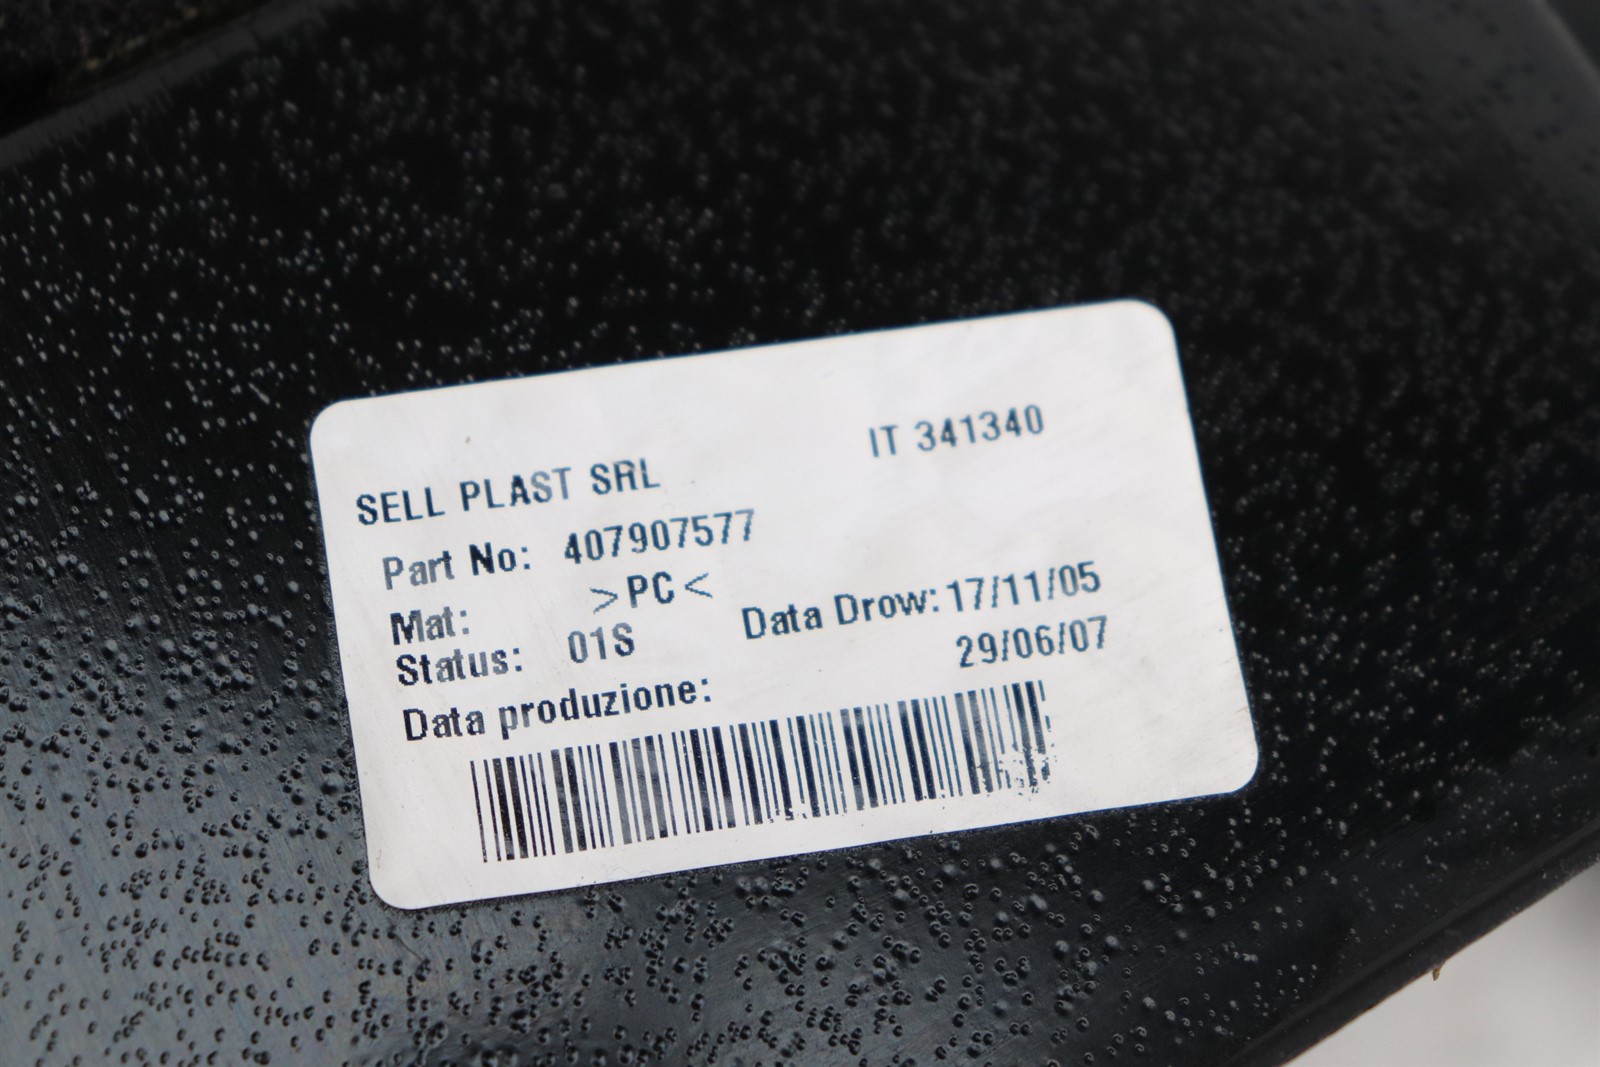 IT 341340
SELL PLAST SRL
Part No: 407907577
Mat: >PC<
Status: 01S Data Drow: 17/11/05
Data produzione: 29/06/07